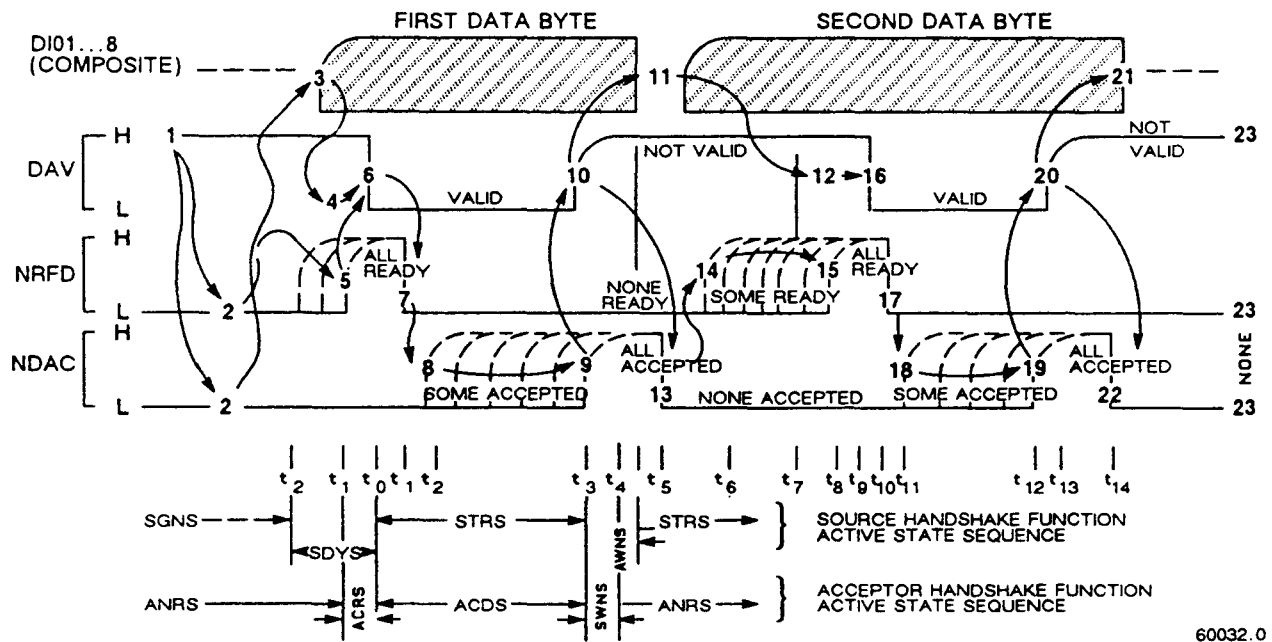 FIRST DATA BYTE SECOND DATA BYTE
DI01...8
(COMPOSITE)
3 11 21
DAV H 1 NOT VALID NOT VALID 23
4 6 10 12 16 20
L VALID VALID
NRFD H
5 ALL READY 14 15 ALL READY
7 NONE READY SOME READY 17
L 2 23
NDAC H
8 9 ALL ACCEPTED 18 19 ALL ACCEPTED NONE
SOME ACCEPTED 13 NONE ACCEPTED SOME ACCEPTED 22
L 2 23
t2 t1 t0 t1 t2 t3 t4 t5 t6 t7 t8 t9 t10 t11 t12 t13 t14
SGNS STRS AWNS STRS } SOURCE HANDSHAKE FUNCTION
ACTIVE STATE SEQUENCE
SDYS
ANRS ACRS ACDS SWNS ANRS } ACCEPTOR HANDSHAKE FUNCTION
ACTIVE STATE SEQUENCE
60032.0